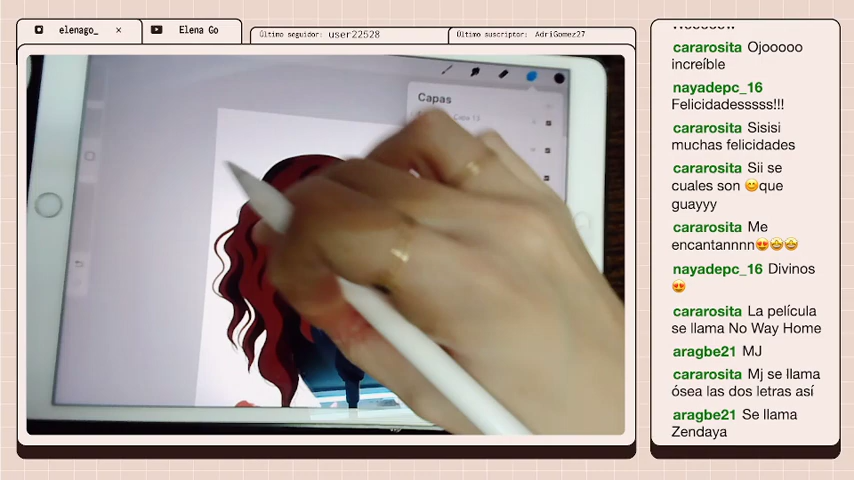 elenago_ ×
Elena Go
Último seguidor: user22528
Último suscriptor: AdriGomez27
Capas
cararosita Ojooooo
increíble
nayadepc_16
Felicidadesssss!!!
cararosita Sisisi
muchas felicidades
cararosita Sii se
cuales son 😊que
guayyy
cararosita Me
encantannnn😍🤩🤩
nayadepc_16 Divinos
😍
cararosita La película
se llama No Way Home
aragbe21 MJ
cararosita Mj se llama
ósea las dos letras así
aragbe21 Se llama
Zendaya